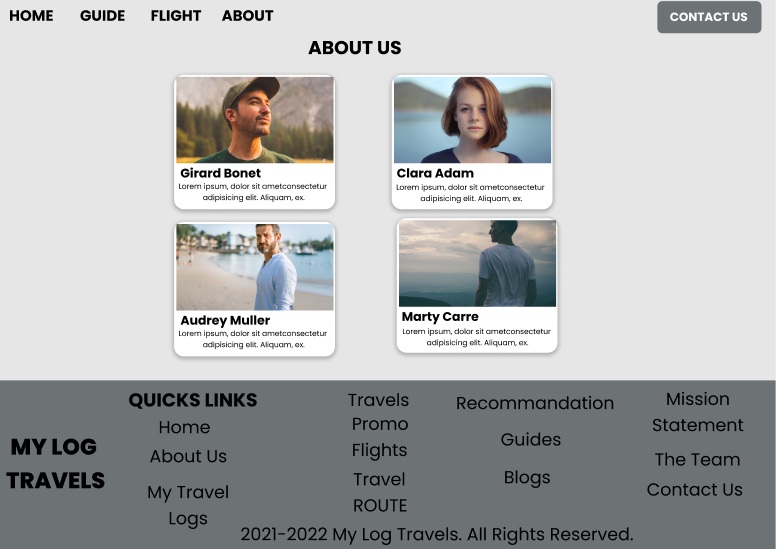 HOME GUIDE FLIGHT ABOUT CONTACT US
ABOUT US
Girard Bonet
Lorem ipsum, dolor sit ametconsectetur
adipisicing elit. Aliquam, ex.
Clara Adam
Lorem ipsum, dolor sit ametconsectetur
adipisicing elit. Aliquam, ex.
Audrey Muller
Lorem ipsum, dolor sit ametconsectetur
adipisicing elit. Aliquam, ex.
Marty Carre
Lorem ipsum, dolor sit ametconsectetur
adipisicing elit. Aliquam, ex.
MY LOG
TRAVELS
QUICKS LINKS
Home
About Us
My Travel
Logs
Travels
Promo
Flights
Travel
ROUTE
Recommandation
Guides
Blogs
Mission
Statement
The Team
Contact Us
2021-2022 My Log Travels. All Rights Reserved.